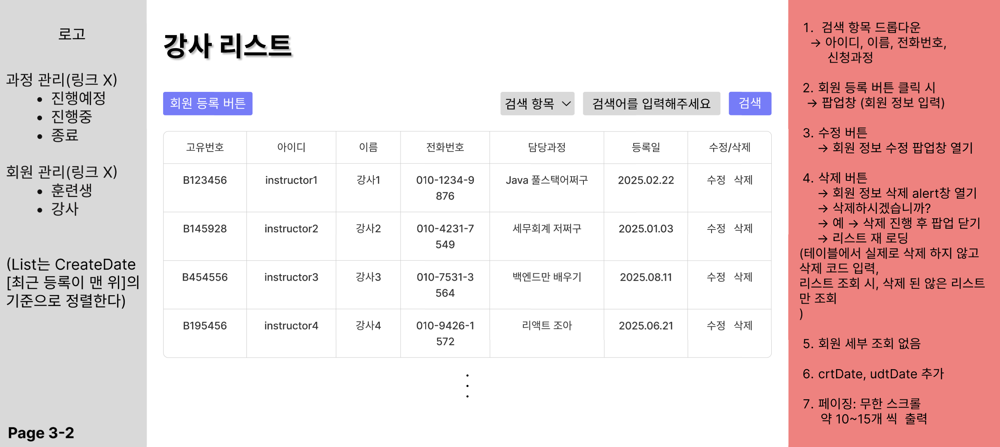 로고
과정 관리(링크 X)
• 진행예정
• 진행중
• 종료
회원 관리(링크 X)
• 훈련생
• 강사
(List는 CreateDate
[최근 등록이 맨 위]의
기준으로 정렬한다)
Page 3-2
강사 리스트
회원 등록 버튼
검색 항목
검색어를 입력해주세요
검색
고유번호 아이디 이름 전화번호 담당과정 등록일 수정/삭제
B123456 instructor1 강사1 010-1234-9 Java 풀스택어쩌구 2025.02.22 수정 삭제
876
B145928 instructor2 강사2 010-4231-7 세무회계 저쩌구 2025.01.03 수정 삭제
549
B454556 instructor3 강사3 010-7531-3 백엔드만 배우기 2025.08.11 수정 삭제
564
B195456 instructor4 강사4 010-9426-1 리액트 조아 2025.06.21 수정 삭제
572
1. 검색 항목 드롭다운
→ 아이디, 이름, 전화번호,
신청과정
2. 회원 등록 버튼 클릭 시
→ 팝업창 (회원 정보 입력)
3. 수정 버튼
→ 회원 정보 수정 팝업창 열기
4. 삭제 버튼
→ 회원 정보 삭제 alert창 열기
→ 삭제하시겠습니까?
→ 예 → 삭제 진행 후 팝업 닫기
→ 리스트 재 로딩
(테이블에서 실제로 삭제 하지 않고
삭제 코드 입력,
리스트 조회 시, 삭제 된 않은 리스트
만 조회
)
5. 회원 세부 조회 없음
6. crtDate, udtDate 추가
7. 페이징: 무한 스크롤
약 10~15개 씩 출력